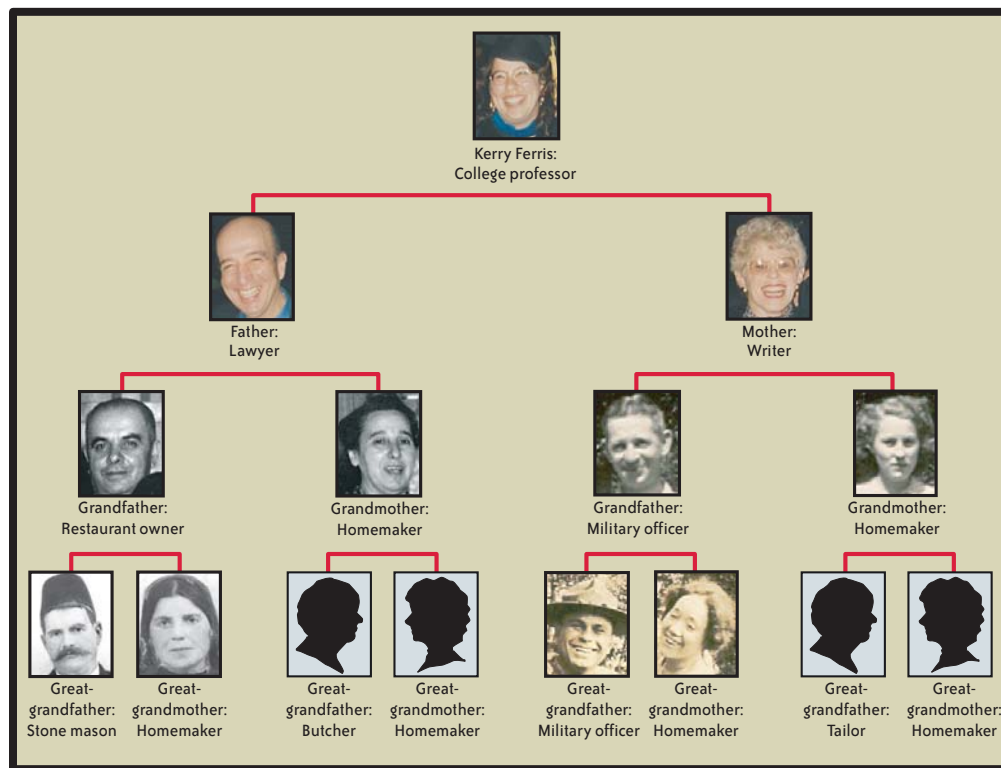 Kerry Ferris:
College professor
Father:
Lawyer
Mother:
Writer
Grandfather:
Restaurant owner
Grandmother:
Homemaker
Grandfather:
Military officer
Grandmother:
Homemaker
Great-
grandfather:
Stone mason
Great-
grandmother:
Homemaker
Great-
grandfather:
Butcher
Great-
grandmother:
Homemaker
Great-
grandfather:
Military officer
Great-
grandmother:
Homemaker
Great-
grandfather:
Tailor
Great-
grandmother:
Homemaker